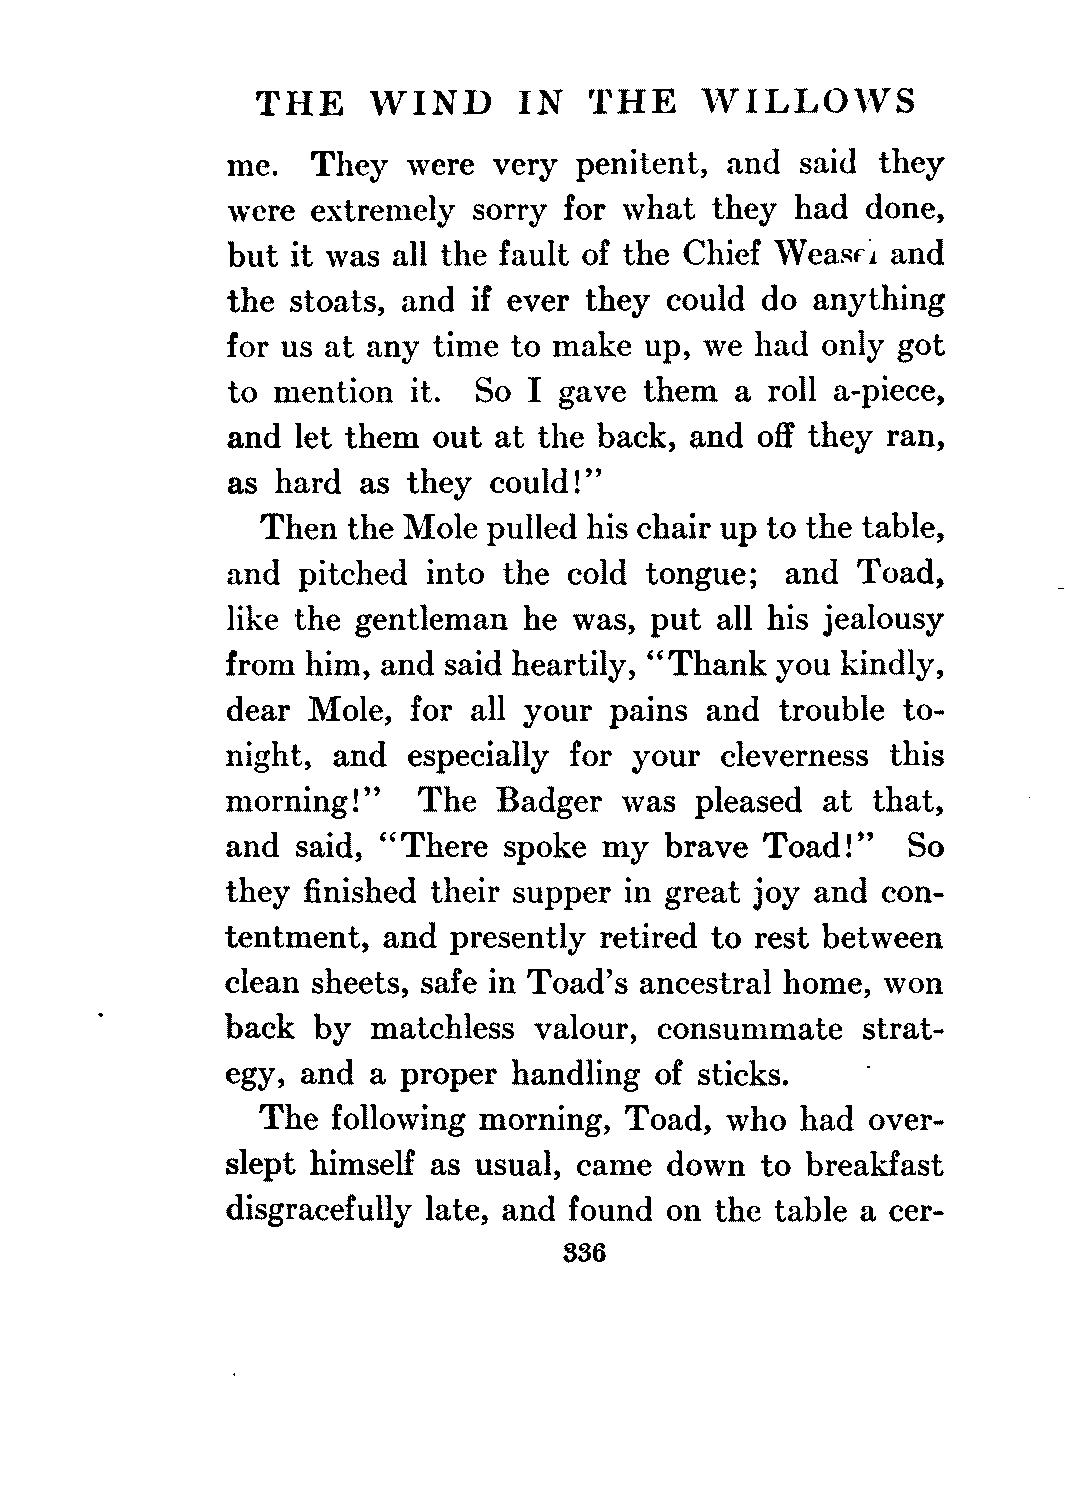 THE WIND IN THE WILLOWS
me. They were very penitent, and said they
were extremely sorry for what they had done,
but it was all the fault of the Chief Weasel and
the stoats, and if ever they could do anything
for us at any time to make up, we had only got
to mention it. So I gave them a roll a-piece,
and let them out at the back, and off they ran,
as hard as they could!”
Then the Mole pulled his chair up to the table,
and pitched into the cold tongue; and Toad,
like the gentleman he was, put all his jealousy
from him, and said heartily, “Thank you kindly,
dear Mole, for all your pains and trouble to-
night, and especially for your cleverness this
morning!” The Badger was pleased at that,
and said, “There spoke my brave Toad!” So
they finished their supper in great joy and con-
tentment, and presently retired to rest between
clean sheets, safe in Toad’s ancestral home, won
back by matchless valour, consummate strat-
egy, and a proper handling of sticks.
The following morning, Toad, who had over-
slept himself as usual, came down to breakfast
disgracefully late, and found on the table a cer-
336